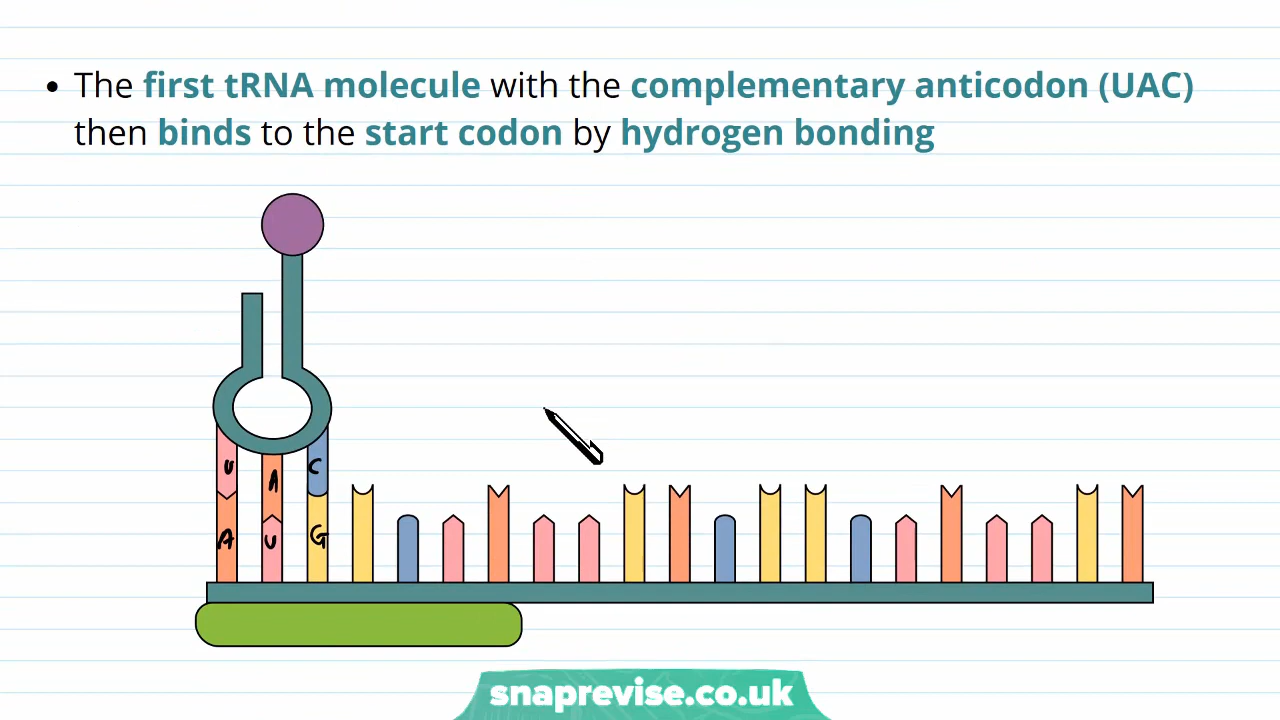 • The first tRNA molecule with the complementary anticodon (UAC)
then binds to the start codon by hydrogen bonding
U A C
A U G
snaprevise.co.uk